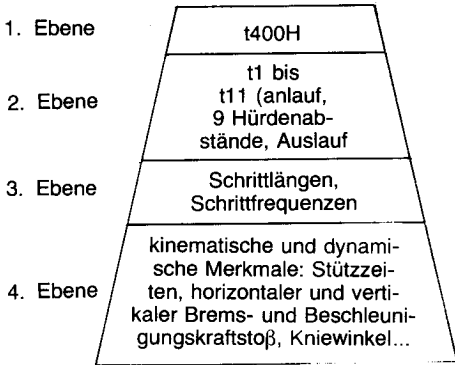 1. Ebene
t400H
2. Ebene
t1 bis
t11 (anlauf,
9 Hürdenab-
stände, Auslauf
3. Ebene
Schrittlängen,
Schrittfrequenzen
4. Ebene
kinematische und dynami-
sche Merkmale: Stützzei-
ten, horizontaler und verti-
kaler Brems- und Beschleuni-
gungskraftstoβ, Kniewinkel...